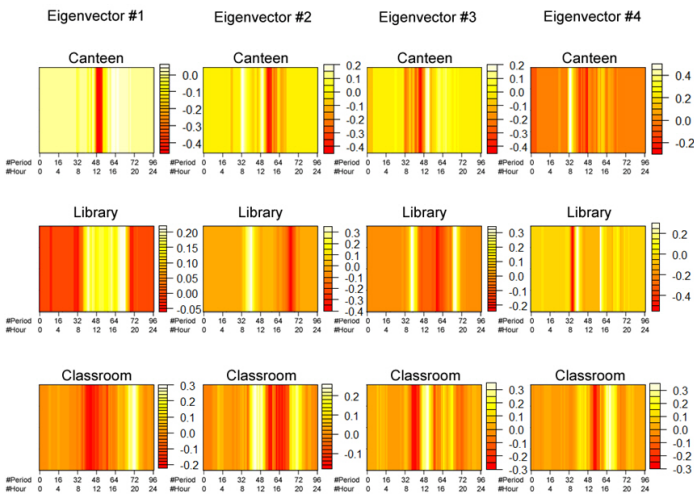 Eigenvector #1 Eigenvector #2 Eigenvector #3 Eigenvector #4
Canteen Canteen Canteen Canteen
0.0 -0.1 -0.2 -0.3 -0.4
0.2 0.1 0.0 -0.1 -0.2 -0.3 -0.4
0.2 0.1 0.0 -0.1 -0.2 -0.3 -0.4
0.4 0.2 0.0 -0.2
#Period 0 16 32 48 64 80 96 #Period 0 16 32 48 64 80 96 #Period 0 16 32 48 64 80 96 #Period 0 16 32 48 64 80 96
#Hour 0 4 8 12 16 20 24 #Hour 0 4 8 12 16 20 24 #Hour 0 4 8 12 16 20 24 #Hour 0 4 8 12 16 20 24
Library Library Library Library
0.20 0.15 0.10 0.05 0.00 -0.05
0.3 0.2 0.1 0.0 -0.1 -0.2 -0.3 -0.4
0.3 0.2 0.1 0.0 -0.1 -0.2
0.2 0.0 -0.2 -0.4
#Period 0 16 32 48 64 80 96 #Period 0 16 32 48 64 80 96 #Period 0 16 32 48 64 80 96 #Period 0 16 32 48 64 80 96
#Hour 0 4 8 12 16 20 24 #Hour 0 4 8 12 16 20 24 #Hour 0 4 8 12 16 20 24 #Hour 0 4 8 12 16 20 24
Classroom Classroom Classroom Classroom
0.3 0.2 0.1 0.0 -0.1 -0.2
0.2 0.1 0.0 -0.1
0.3 0.2 0.1 0.0 -0.1 -0.2 -0.3
0.3 0.2 0.1 0.0 -0.1 -0.2 -0.3
#Period 0 16 32 48 64 80 96 #Period 0 16 32 48 64 80 96 #Period 0 16 32 48 64 80 96 #Period 0 16 32 48 64 80 96
#Hour 0 4 8 12 16 20 24 #Hour 0 4 8 12 16 20 24 #Hour 0 4 8 12 16 20 24 #Hour 0 4 8 12 16 20 24